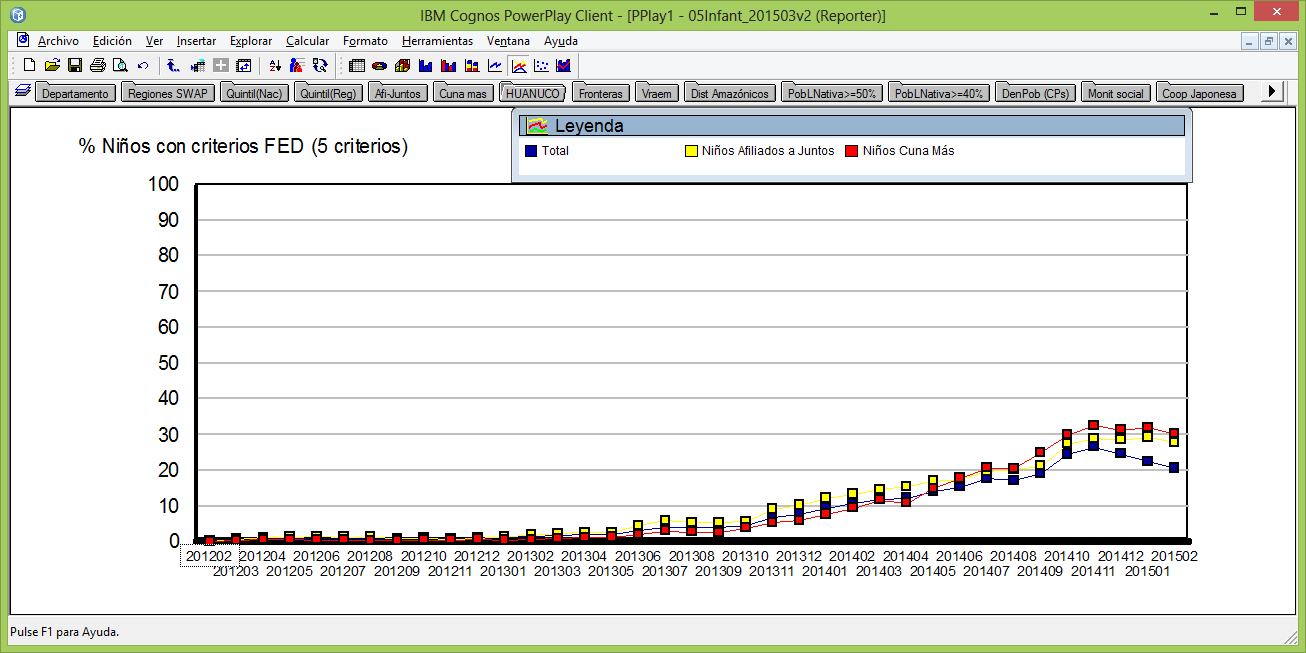 IBM Cognos PowerPlay Client - [PPlay1 - 05Infant_201503v2 (Reporter)]
Archivo Edición Ver Insertar Explorar Calcular Formato Herramientas Ventana Ayuda
Departamento Regiones SWAP Quintil(Nac) Quintil(Reg) Afi-Juntos Cuna mas HUANUCO Fronteras Vraem Dist Amazónicos PobLNativa>=50% PobLNativa>=40% DenPob (CPs) Monit social Coop Japonesa
Leyenda
% Niños con criterios FED (5 criterios)
Total Niños Afiliados a Juntos Niños Cuna Más
100
90
80
70
60
50
40
30
20
10
0
201202 201204 201206 201208 201210 201212 201302 201304 201306 201308 201310 201312 201402 201404 201406 201408 201410 201412 201502
201203 201205 201207 201209 201211 201301 201303 201305 201307 201309 201311 201401 201403 201405 201407 201409 201411 201501
Pulse F1 para Ayuda.